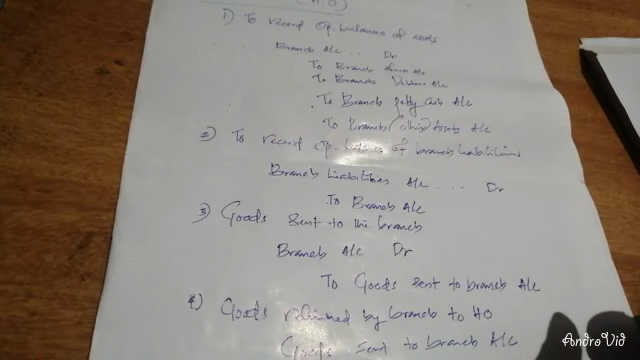 (H.O)
1) To record Op. balances of assets
Branch A/c .. Dr
To Branch Stock A/c
To Branch Debtors A/c
To Branch petty cash A/c
To Branch (Other) Assets A/c
2) To record op. balances of branch liabilities
Branch Liabilities A/c ... Dr
To Branch A/c
3) Goods sent to the branch
Branch A/c Dr
To Goods sent to branch A/c
4) Goods returned by branch to HO
Goods sent to branch A/c
AndroVid